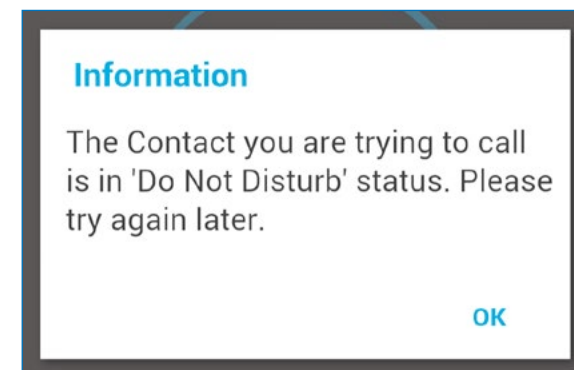 Information
The Contact you are trying to call
is in 'Do Not Disturb' status. Please
try again later.
OK